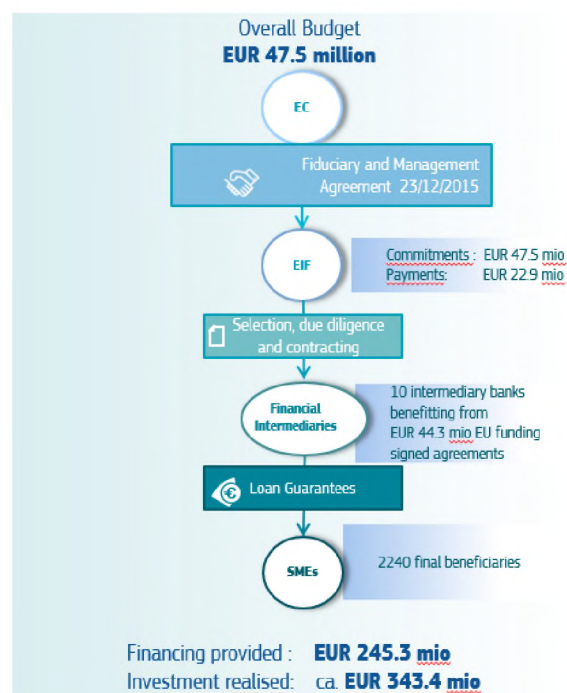 Overall Budget
EUR 47.5 million
EC
Fiduciary and Management
Agreement 23/12/2015
EIF
Commitments : EUR 47.5 mio
Payments: EUR 22.9 mio
Selection, due diligence
and contracting
Financial
Intermediaries
10 intermediary banks
benefitting from
EUR 44.3 mio EU funding
signed agreements
Loan Guarantees
SMEs
2240 final beneficiaries
Financing provided : EUR 245.3 mio
Investment realised: ca. EUR 343.4 mio